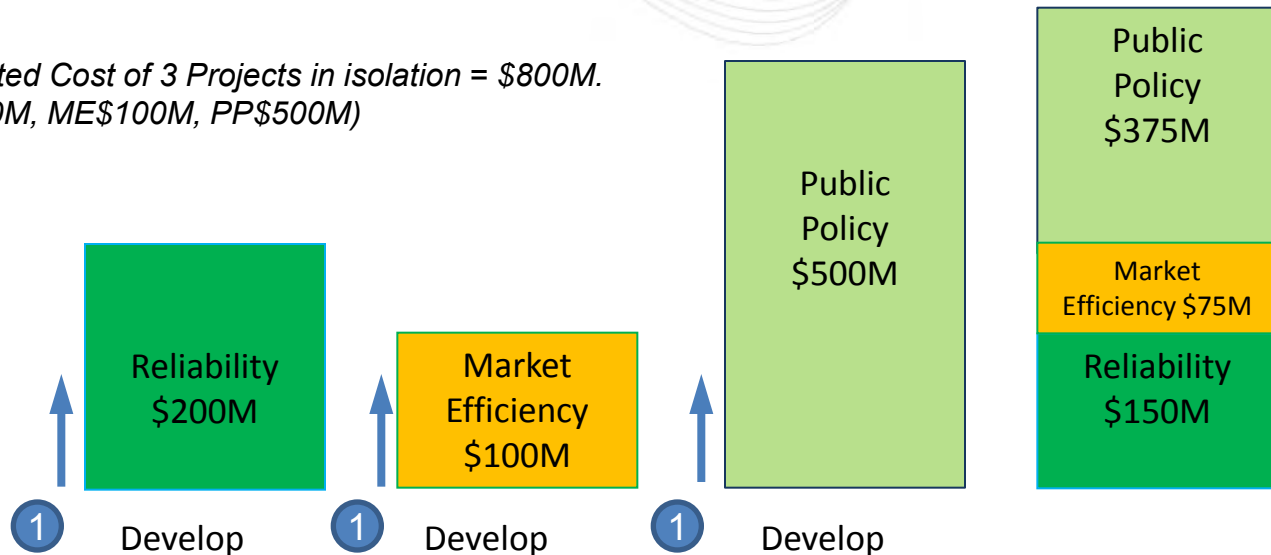 ted Cost of 3 Projects in isolation = $800M.
0M, ME$100M, PP$500M)
Reliability
$200M
Market
Efficiency
$100M
Public
Policy
$500M
Public
Policy
$375M
Market
Efficiency $75M
Reliability
$150M
1
Develop
1
Develop
1
Develop